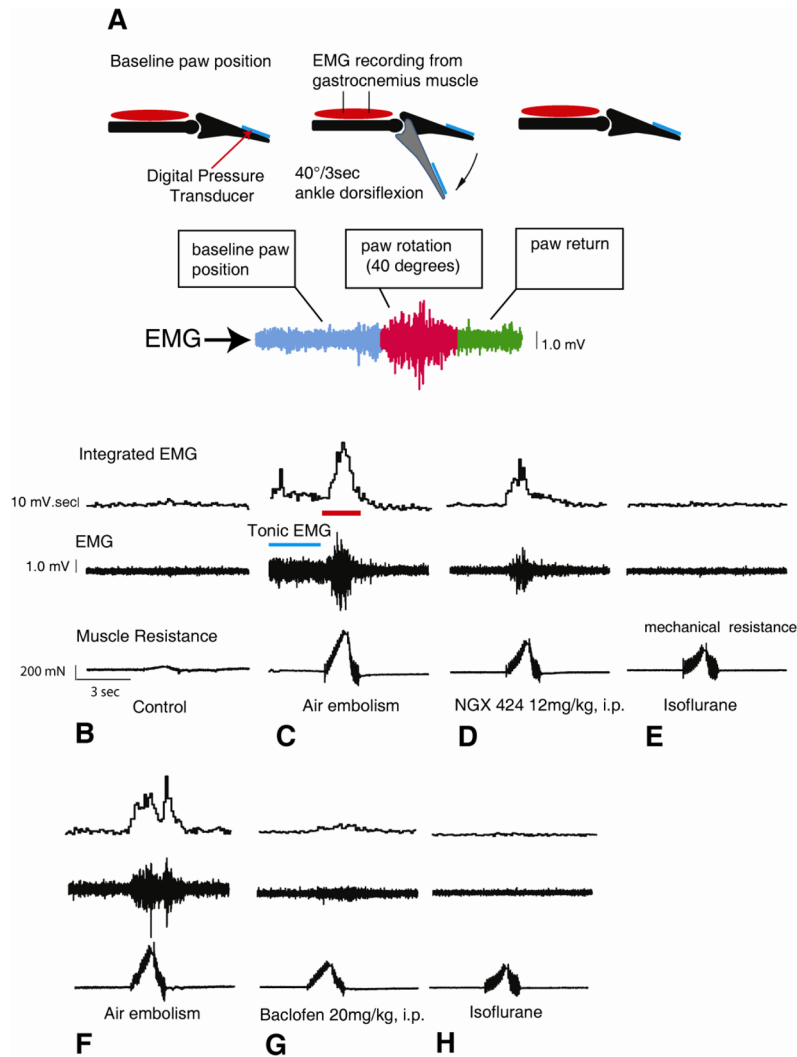 A
Baseline paw position
EMG recording from
gastrocnemius muscle
Digital Pressure
Transducer
40°/3sec
ankle dorsiflexion
baseline paw
position
paw rotation
(40 degrees)
paw return
EMG
1.0 mV
Integrated EMG
10 mV.sec
Tonic EMG
EMG
1.0 mV
Muscle Resistance
mechanical resistance
200 mN
3 sec
Control
Air embolism
NGX 424 12mg/kg, i.p.
Isoflurane
B
C
D
E
Air embolism
Baclofen 20mg/kg, i.p.
Isoflurane
F
G
H